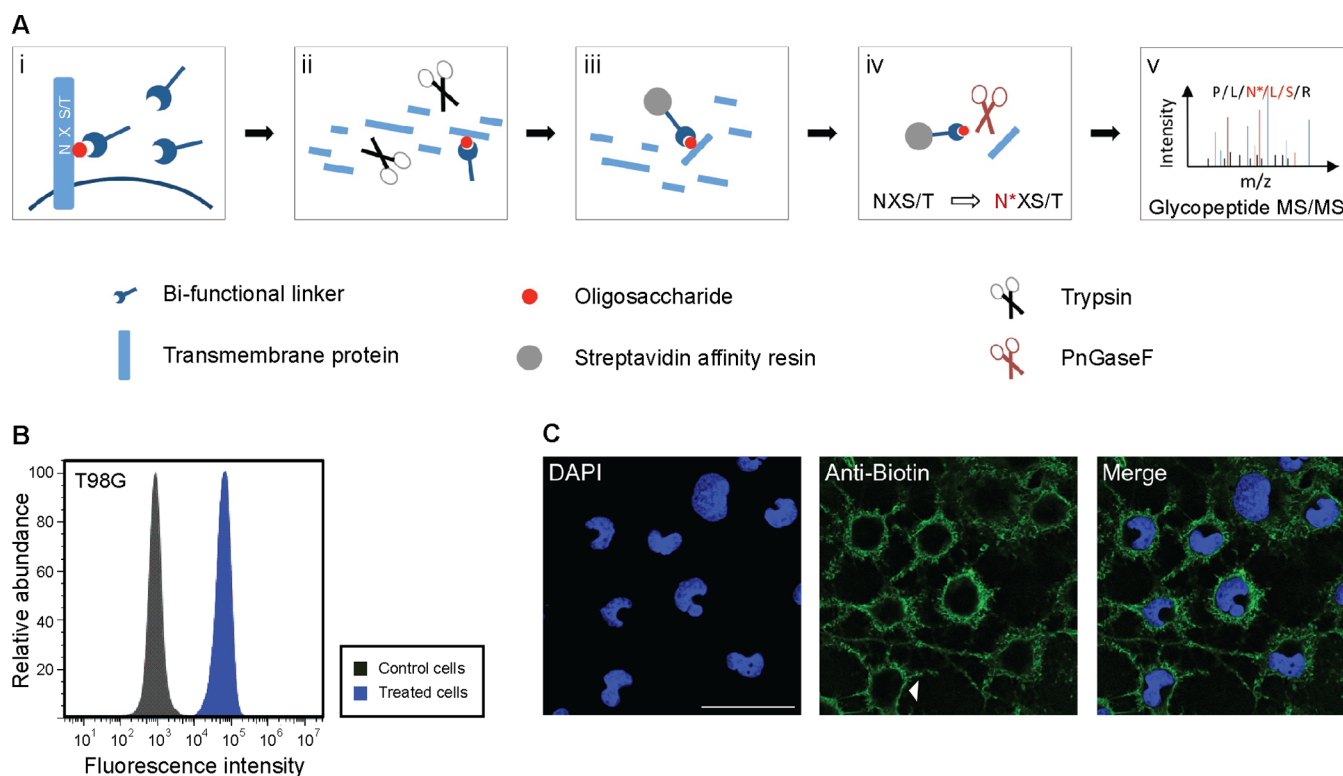 A
i
ii
iii
iv
v
N X S/T
NXS/T ⇨ N*XS/T
P/L/N*/L/S/R
Intensity
m/z
Glycopeptide MS/MS
Bi-functional linker
Oligosaccharide
Trypsin
Transmembrane protein
Streptavidin affinity resin
PnGaseF
B
T98G
Relative abundance
100
80
60
40
20
10¹ 10² 10³ 10⁴ 10⁵ 10⁶ 10⁷
Fluorescence intensity
Control cells
Treated cells
C
DAPI
Anti-Biotin
Merge